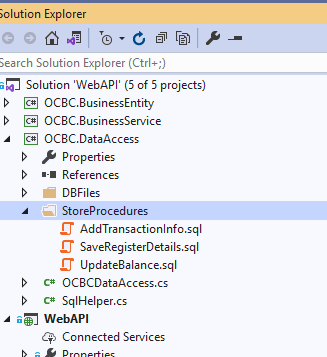 Solution Explorer
Search Solution Explorer (Ctrl+;)
Solution 'WebAPI' (5 of 5 projects)
C# OCBC.BusinessEntity
C# OCBC.BusinessService
C# OCBC.DataAccess
Properties
References
DBFiles
StoreProcedures
AddTransactionInfo.sql
SaveRegisterDetails.sql
UpdateBalance.sql
C# OCBCDataAccess.cs
C# SqlHelper.cs
WebAPI
Connected Services
Properties